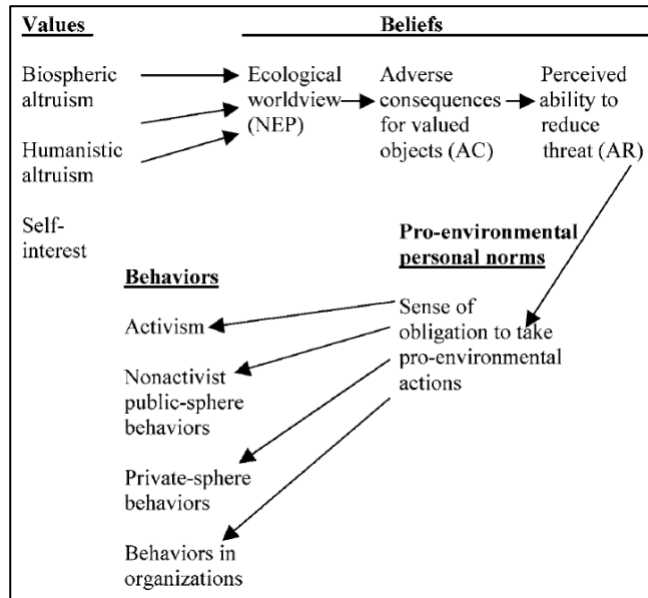 Values
Beliefs
Biospheric
altruism
Humanistic
altruism
Self-
interest
Ecological
worldview
(NEP)
Adverse
consequences
for valued
objects (AC)
Perceived
ability to
reduce
threat (AR)
Pro-environmental
personal norms
Sense of
obligation to take
pro-environmental
actions
Behaviors
Activism
Nonactivist
public-sphere
behaviors
Private-sphere
behaviors
Behaviors in
organizations